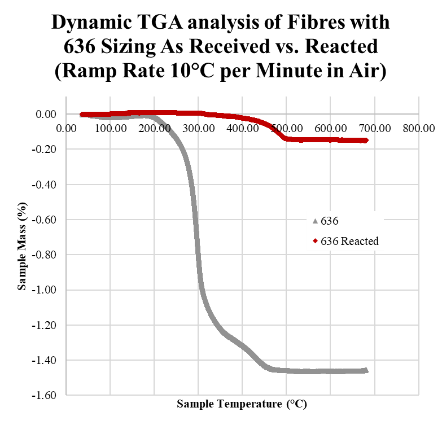 Dynamic TGA analysis of Fibres with
636 Sizing As Received vs. Reacted
(Ramp Rate 10°C per Minute in Air)
0.00
0.00 100.00 200.00 300.00 400.00 500.00 600.00 700.00 800.00
-0.20
-0.40
-0.60
-0.80
-1.00
-1.20
-1.40
-1.60
Sample Mass (%)
636
636 Reacted
Sample Temperature (°C)